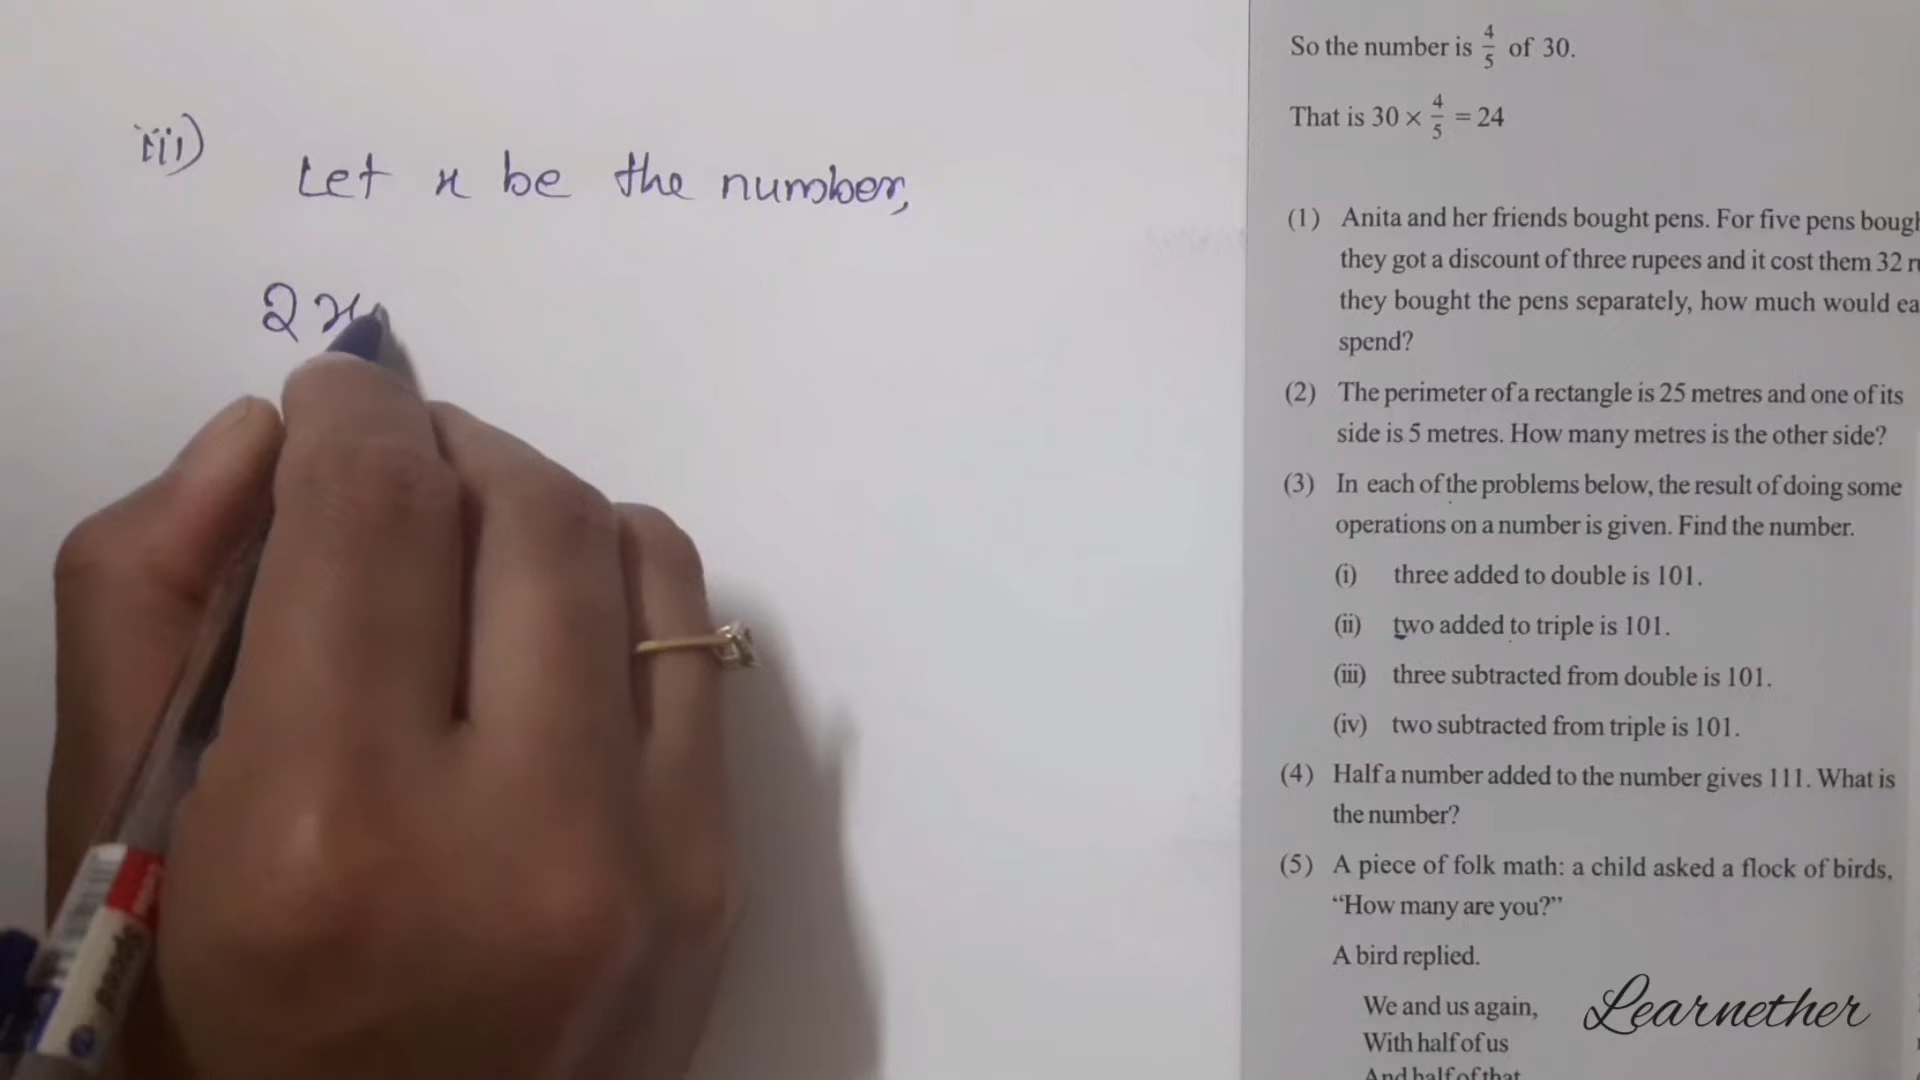 iii)
Let x be the number,
2x
So the number is 4/5 of 30.
That is 30 × 4/5 = 24
(1) Anita and her friends bought pens. For five pens
they got a discount of three rupees and it cost them 32
they bought the pens separately, how much would
spend?
(2) The perimeter of a rectangle is 25 metres and one of its
side is 5 metres. How many metres is the other side?
(3) In each of the problems below, the result of doing some
operations on a number is given. Find the number.
(i) three added to double is 101.
(ii) two added to triple is 101.
(iii) three subtracted from double is 101.
(iv) two subtracted from triple is 101.
(4) Half a number added to the number gives 111. What is
the number?
(5) A piece of folk math: a child asked a flock of birds,
“How many are you?”
A bird replied.
We and us again,
With half of us
And half of that
Learnether